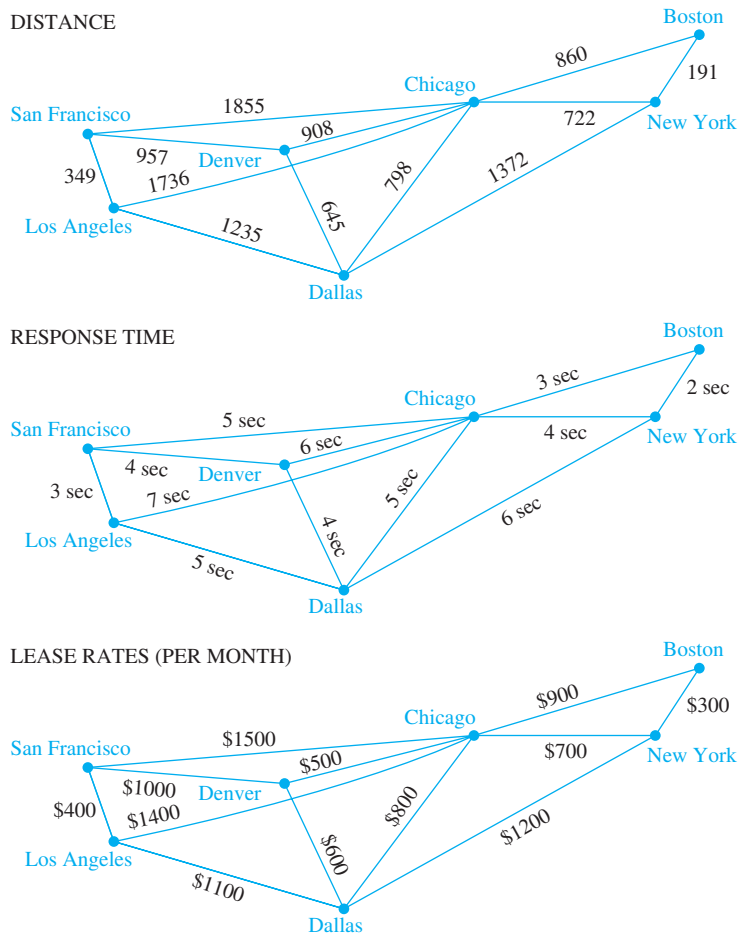 DISTANCE
Boston
860
191
Chicago
San Francisco
1855
908
722
New York
957
Denver
349
1736
798
1372
645
Los Angeles
1235
Dallas
RESPONSE TIME
Boston
3 sec
2 sec
Chicago
San Francisco
5 sec
6 sec
4 sec
New York
4 sec
Denver
3 sec
7 sec
5 sec
6 sec
4 sec
Los Angeles
5 sec
Dallas
LEASE RATES (PER MONTH)
Boston
$900
$300
Chicago
San Francisco
$1500
$500
$700
New York
$1000
Denver
$400
$1400
$800
$1200
$600
Los Angeles
$1100
Dallas